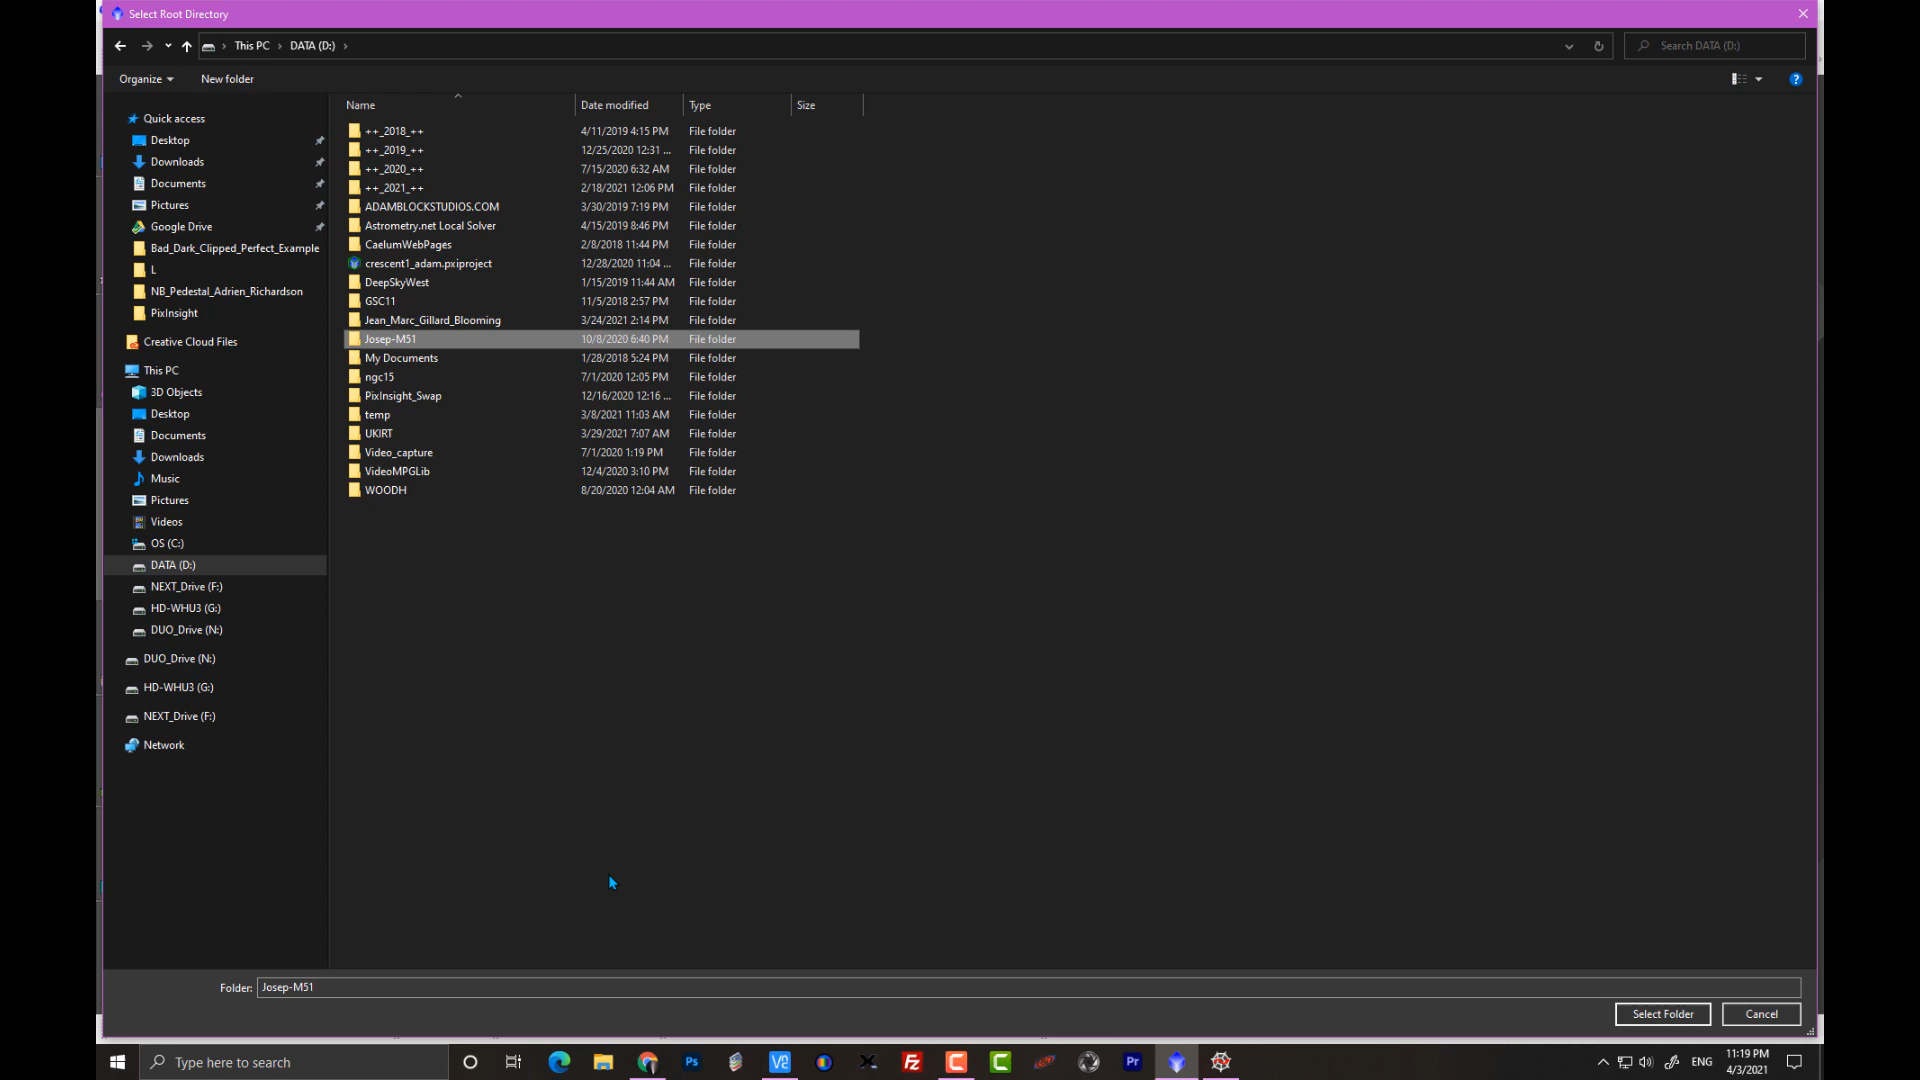 Select Root Directory
This PC DATA (D:)
Search DATA (D:)
Organize New folder
Name Date modified Type Size
Quick access
Desktop
Downloads
Documents
Pictures
Google Drive
Bad_Dark_Clipped_Perfect_Example
L
NB_Pedestal_Adrien_Richardson
PixInsight
Creative Cloud Files
This PC
3D Objects
Desktop
Documents
Downloads
Music
Pictures
Videos
OS (C:)
DATA (D:)
NEXT_Drive (F:)
HD-WHU3 (G:)
DUO_Drive (N:)
DUO_Drive (N:)
HD-WHU3 (G:)
NEXT_Drive (F:)
Network
++_2018_++ 4/11/2019 4:15 PM File folder
++_2019_++ 12/25/2020 12:31 ... File folder
++_2020_++ 7/15/2020 6:32 AM File folder
++_2021_++ 2/18/2021 12:06 PM File folder
ADAMBLOCKSTUDIOS.COM 3/30/2019 7:19 PM File folder
Astrometry.net Local Solver 4/15/2019 8:46 PM File folder
CaelumWebPages 2/8/2018 11:44 PM File folder
crescent1_adam.pxiproject 12/28/2020 11:04 ... File folder
DeepSkyWest 1/15/2019 11:44 AM File folder
GSC11 11/5/2018 2:57 PM File folder
Jean_Marc_Gillard_Blooming 3/24/2021 2:14 PM File folder
Josep-M51 10/8/2020 6:40 PM File folder
My Documents 1/28/2018 5:24 PM File folder
ngc15 7/1/2020 12:05 PM File folder
PixInsight_Swap 12/16/2020 12:16 ... File folder
temp 3/8/2021 11:03 AM File folder
UKIRT 3/29/2021 7:07 AM File folder
Video_capture 7/1/2020 1:19 PM File folder
VideoMPGLib 12/4/2020 3:10 PM File folder
WOODH 8/20/2020 12:04 AM File folder
Folder: Josep-M51
Select Folder Cancel
Type here to search
Ps
Fz
Pr
ENG
11:19 PM
4/3/2021